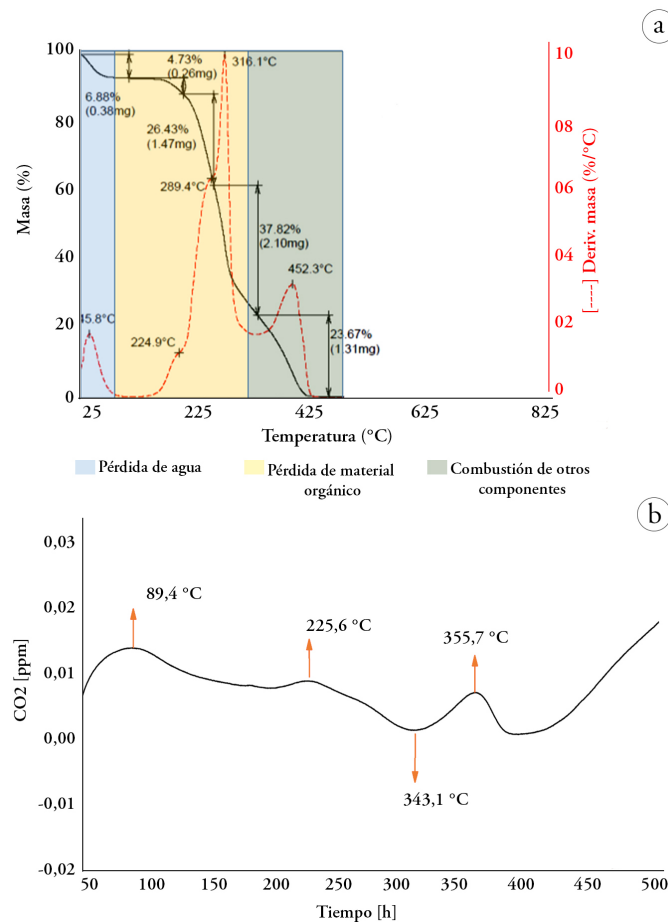 a
100
80
60
40
20
0
Masa (%)
4.73%
(0.26mg)
316.1°C
6.88%
(0.38mg)
26.43%
(1.47mg)
289.4°C
37.82%
(2.10mg)
452.3°C
45.8°C
224.9°C
23.67%
(1.31mg)
10
08
06
04
02
0
[----] Deriv. masa (%/°C)
25 225 425 625 825
Temperatura (°C)
Pérdida de agua
Pérdida de material
orgánico
Combustión de otros
componentes
b
0,03
0,02
0,01
0,00
-0,01
-0,02
CO2 [ppm]
89,4 °C
225,6 °C
355,7 °C
343,1 °C
50 100 150 200 250 300 350 400 450 500
Tiempo [h]